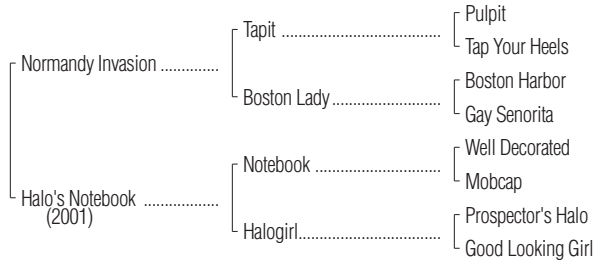 Pulpit
Tapit ........................................
Tap Your Heels
Normandy Invasion ..............
Boston Harbor
Boston Lady...........................
Gay Senorita
Well Decorated
Notebook ...............................
Mobcap
Halo's Notebook ..................
(2001)
Prospector's Halo
Halogirl...................................
Good Looking Girl